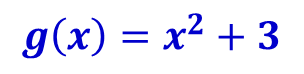 g(x) = x² + 3